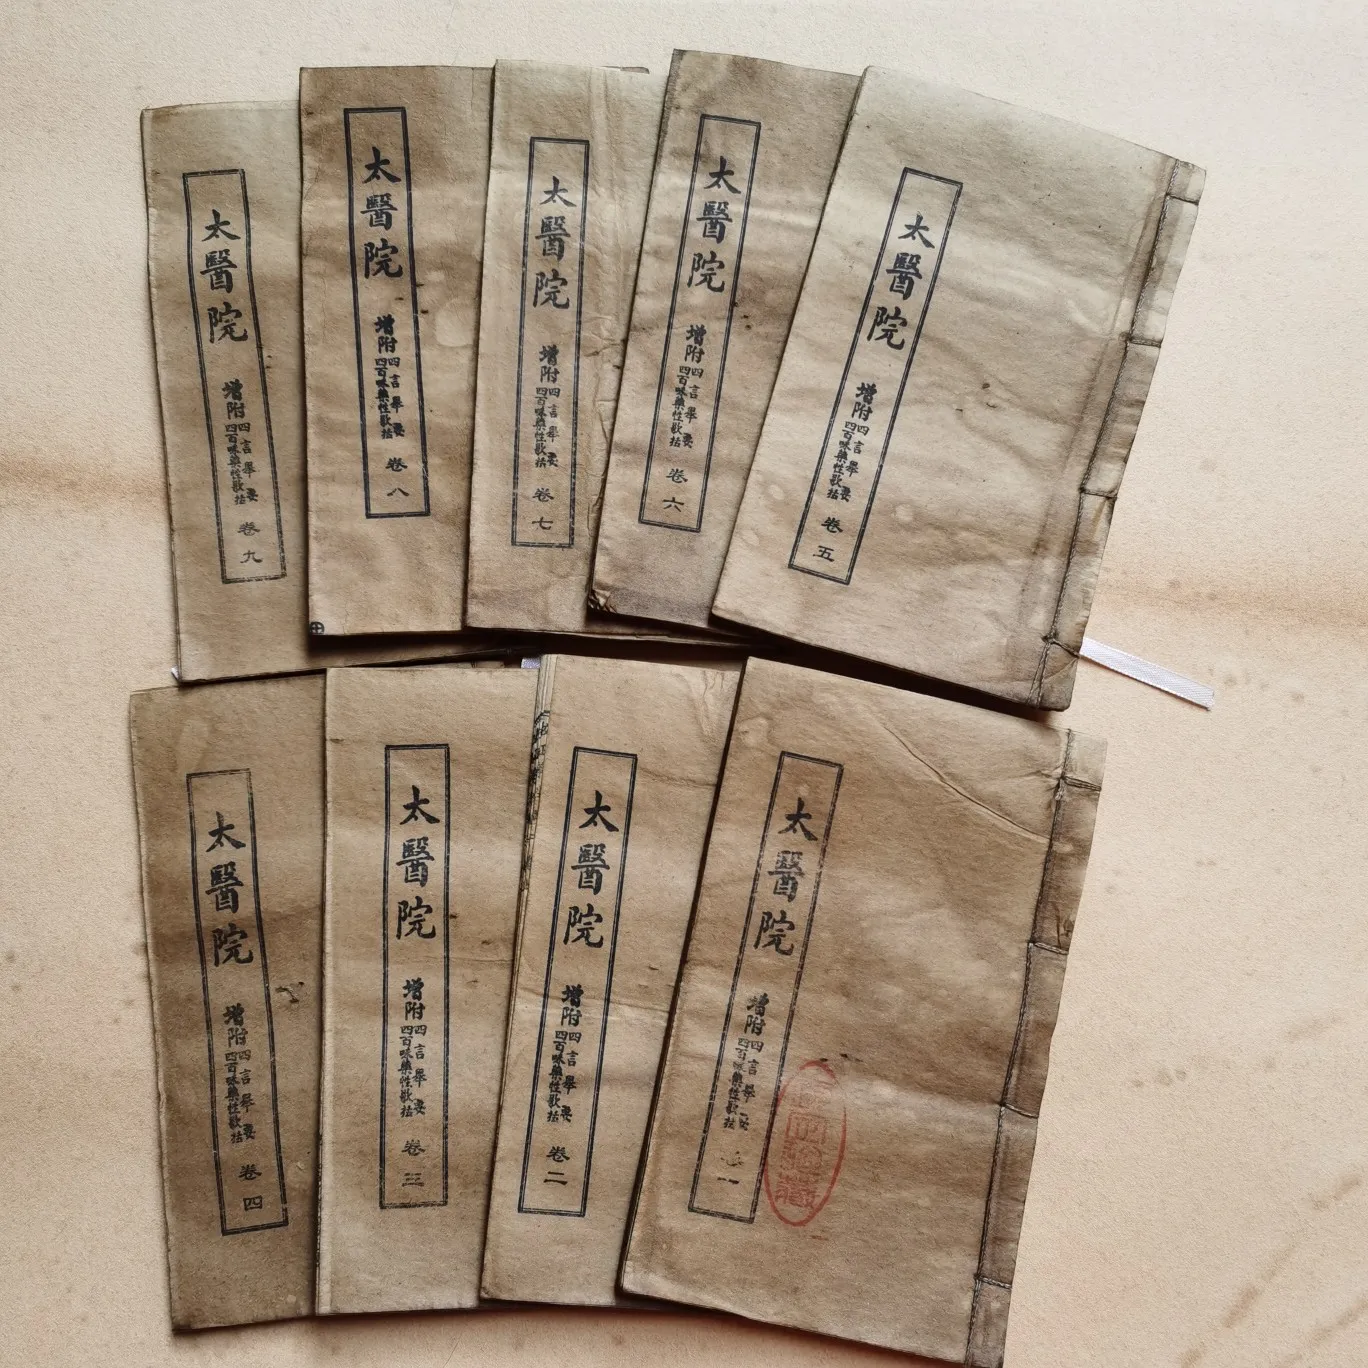 太醫院
增附
四言舉要
四百味藥性歌括
卷五
太醫院
增附
四言舉要
四百味藥性歌括
卷六
太醫院
增附
四言舉要
四百味藥性歌括
卷七
太醫院
增附
四言舉要
四百味藥性歌括
卷八
太醫院
增附
四言舉要
四百味藥性歌括
卷九
太醫院
增附
四言舉要
四百味藥性歌括
卷一
太醫院
增附
四言舉要
四百味藥性歌括
卷二
太醫院
增附
四言舉要
四百味藥性歌括
卷三
太醫院
增附
四言舉要
四百味藥性歌括
卷四